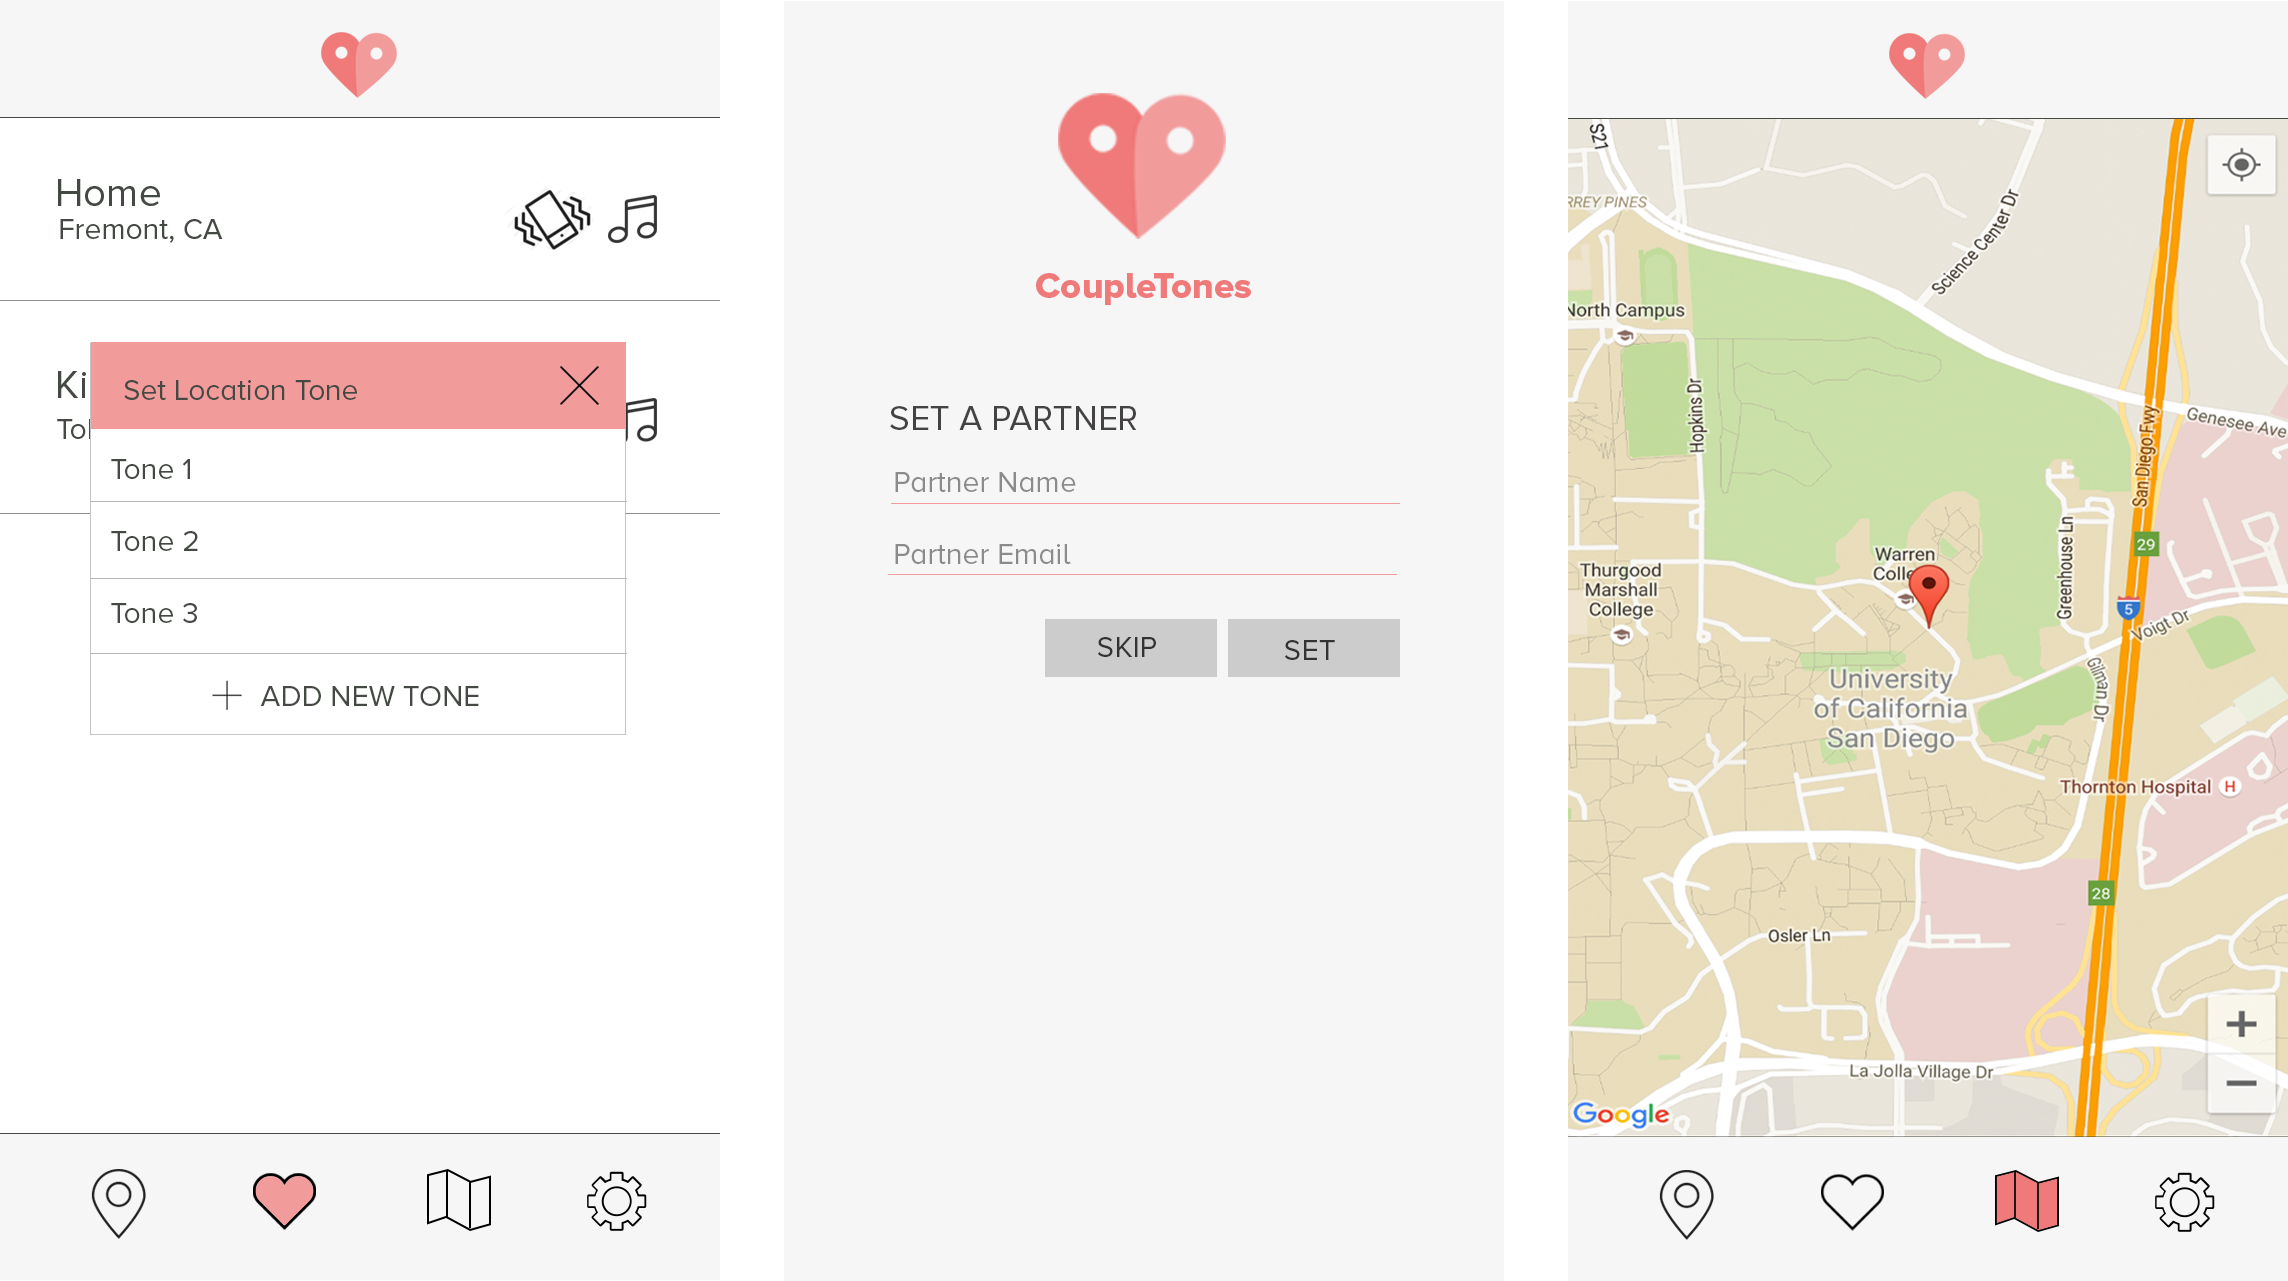 Home
Fremont, CA
Ki
Set Location Tone
Tone 1
Tone 2
Tone 3
ADD NEW TONE
CoupleTones
SET A PARTNER
Partner Name
Partner Email
SKIP
SET
S21
RREY PINES
Science Center Dr
North Campus
Hopkins Dr
Genesee Ave
San Diego Fwy
29
Greenhouse Ln
Warren
Colle
Thurgood
Marshall
College
5
Voigt Dr
Gilman Dr
University
of California
San Diego
Thornton Hospital H
28
Osler Ln
La Jolla Village Dr
Google